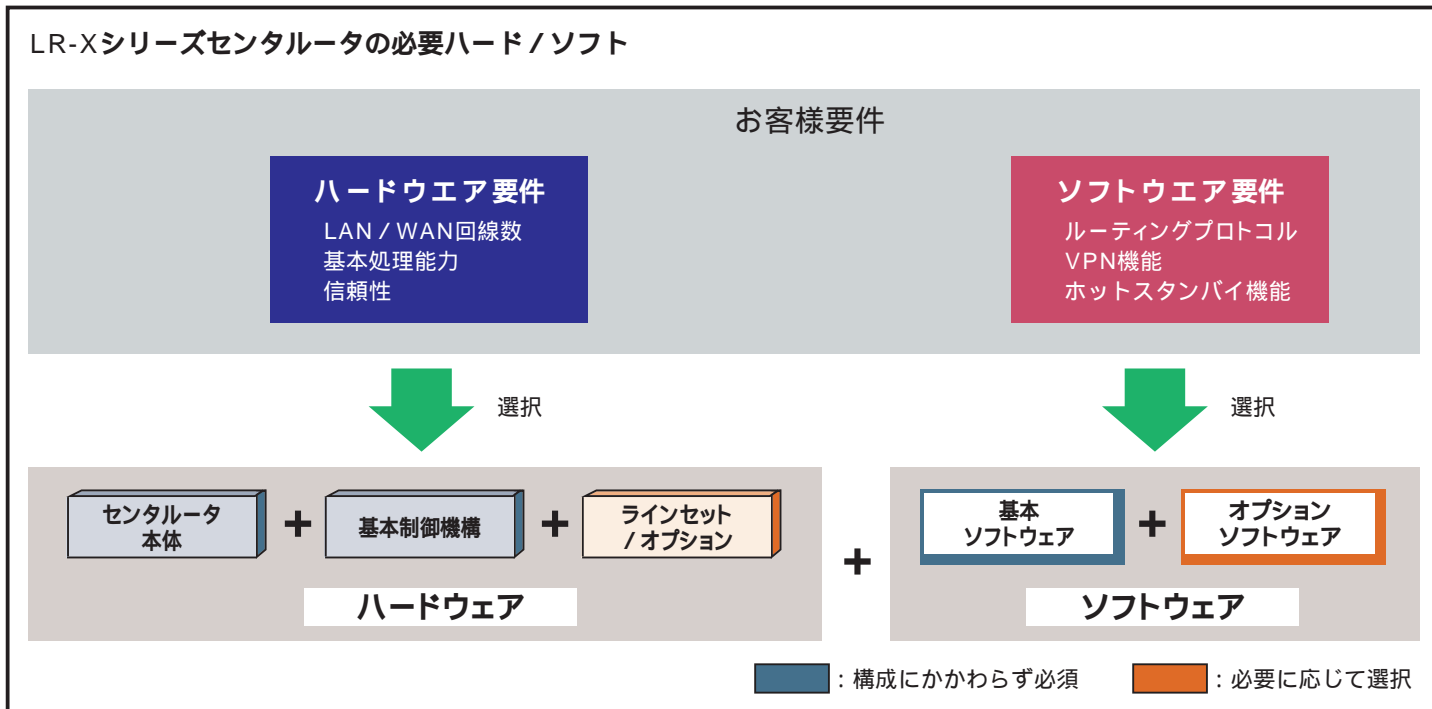 LR-Xシリーズセンタルータの必要ハード / ソフト
お客様要件
ハードウエア要件
LAN / WAN回線数
基本処理能力
信頼性
ソフトウエア要件
ルーティングプロトコル
VPN機能
ホットスタンバイ機能
選択
選択
センタルータ
本体
+
基本制御機構
+
ラインセット
/ オプション
ハードウェア
+
基本
ソフトウェア
+
オプション
ソフトウェア
ソフトウェア
: 構成にかかわらず必須
: 必要に応じて選択